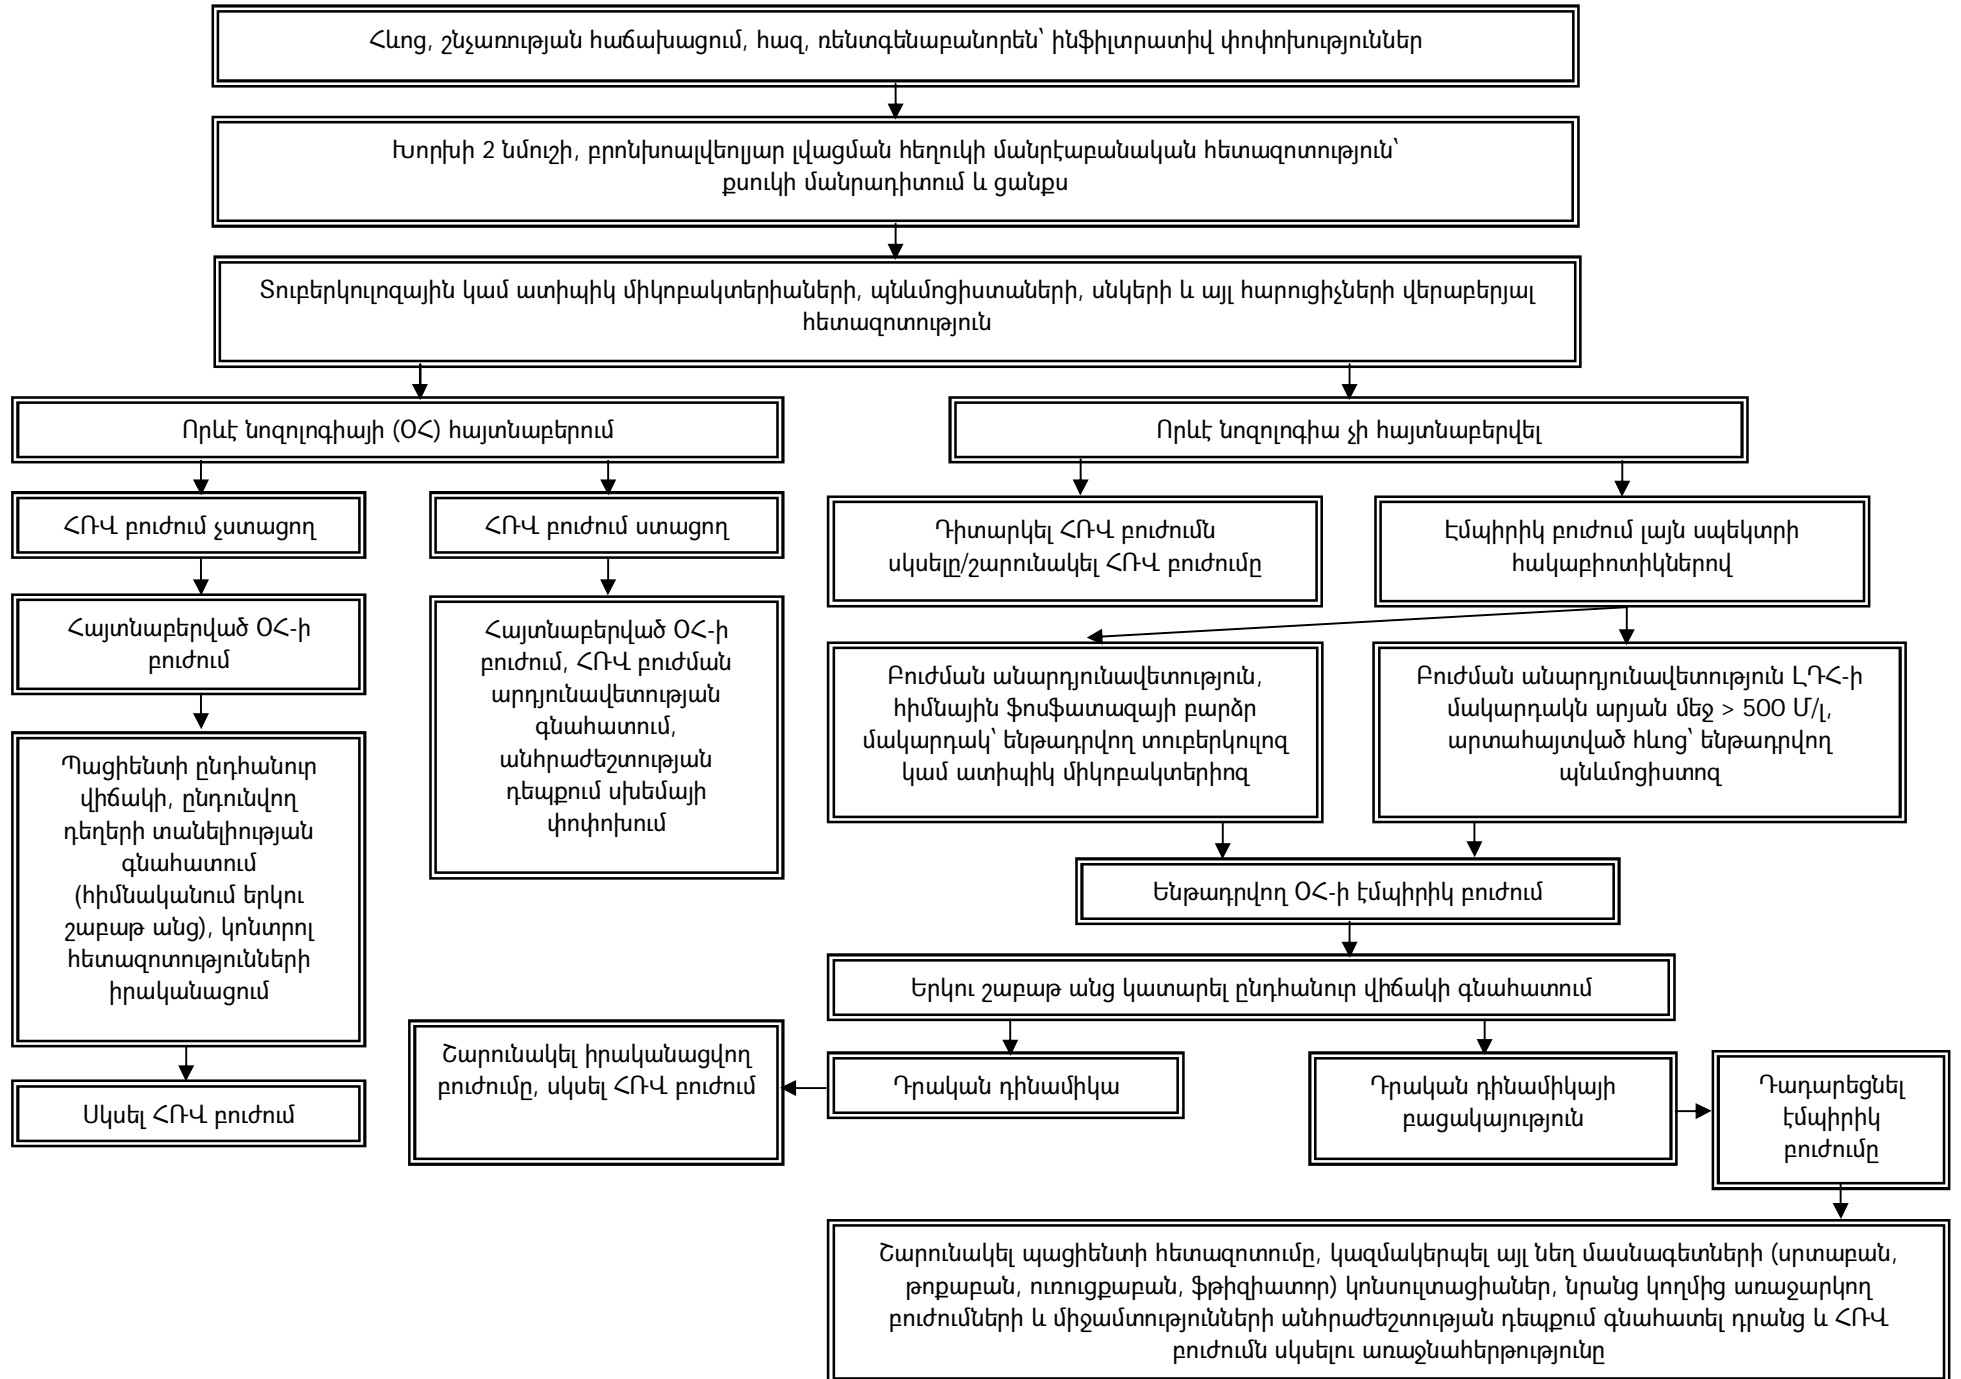 Հևոց, շնչառության հաճախացում, հազ, ռենտգենաբանորեն՝ ինֆիլտրատիվ փոփոխություններ
Խորխի 2 նմուշի, բրոնխոալվեոլյար լվացման հեղուկի մանրէաբանական հետազոտություն՝
քսուկի մանրադիտում և ցանքս
Տուբերկուլոզային կամ ատիպիկ միկոբակտերիաների, պնևմոցիստաների, սնկերի և այլ հարուցիչների վերաբերյալ
հետազոտություն
Որևէ նոզոլոգիայի (ՕՀ) հայտնաբերում
Որևէ նոզոլոգիա չի հայտնաբերվել
ՀՌՎ բուժում չստացող
ՀՌՎ բուժում ստացող
Դիտարկել ՀՌՎ բուժումն
սկսելը/շարունակել ՀՌՎ բուժումը
Էմպիրիկ բուժում լայն սպեկտրի
հակաբիոտիկներով
Հայտնաբերված ՕՀ-ի
բուժում
Հայտնաբերված ՕՀ-ի
բուժում, ՀՌՎ բուժման
արդյունավետության
գնահատում,
անհրաժեշտության
դեպքում սխեմայի
փոփոխում
Բուժման անարդյունավետություն,
հիմնային ֆոսֆատազայի բարձր
մակարդակ՝ ենթադրվող տուբերկուլոզ
կամ ատիպիկ միկոբակտերիոզ
Բուժման անարդյունավետություն ԼԴՀ-ի
մակարդակն արյան մեջ > 500 Մ/լ,
արտահայտված հևոց՝ ենթադրվող
պնևմոցիստոզ
Պացիենտի ընդհանուր
վիճակի, ընդունվող
դեղերի տանելիության
գնահատում
(հիմնականում երկու
շաբաթ անց), կոնտրոլ
հետազոտությունների
իրականացում
Ենթադրվող ՕՀ-ի էմպիրիկ բուժում
Երկու շաբաթ անց կատարել ընդհանուր վիճակի գնահատում
Սկսել ՀՌՎ բուժում
Շարունակել իրականացվող
բուժումը, սկսել ՀՌՎ բուժում
Դրական դինամիկա
Դրական դինամիկայի
բացակայություն
Դադարեցնել
էմպիրիկ
բուժումը
Շարունակել պացիենտի հետազոտումը, կազմակերպել այլ նեղ մասնագետների (սրտաբան,
թոքաբան, ուռուցքաբան, ֆթիզիատոր) կոնսուլտացիաներ, նրանց կողմից առաջարկող
բուժումների և միջամտությունների անհրաժեշտության դեպքում գնահատել դրանց և ՀՌՎ
բուժումն սկսելու առաջնահերթությունը